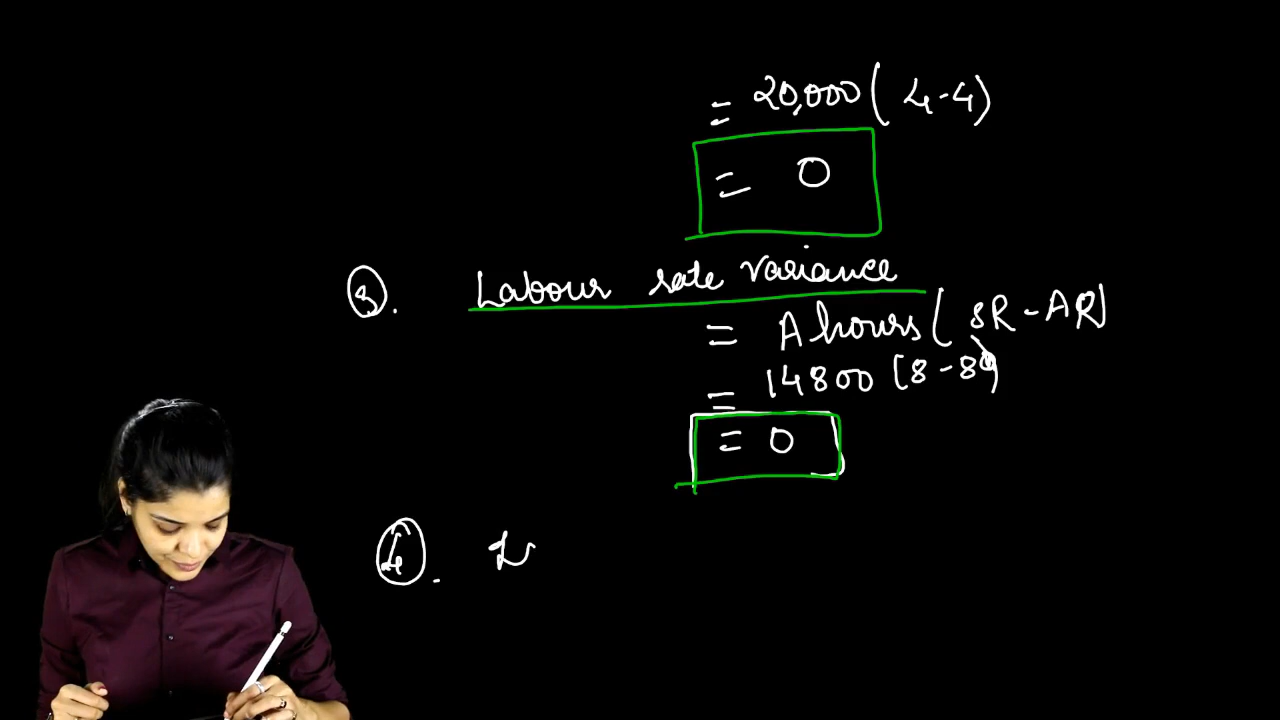 = 20,000 ( 4 - 4)
= 0
3. Labour rate variance
= A hours ( SR - AR)
= 14800 (8 - 8)
= 0
4. L